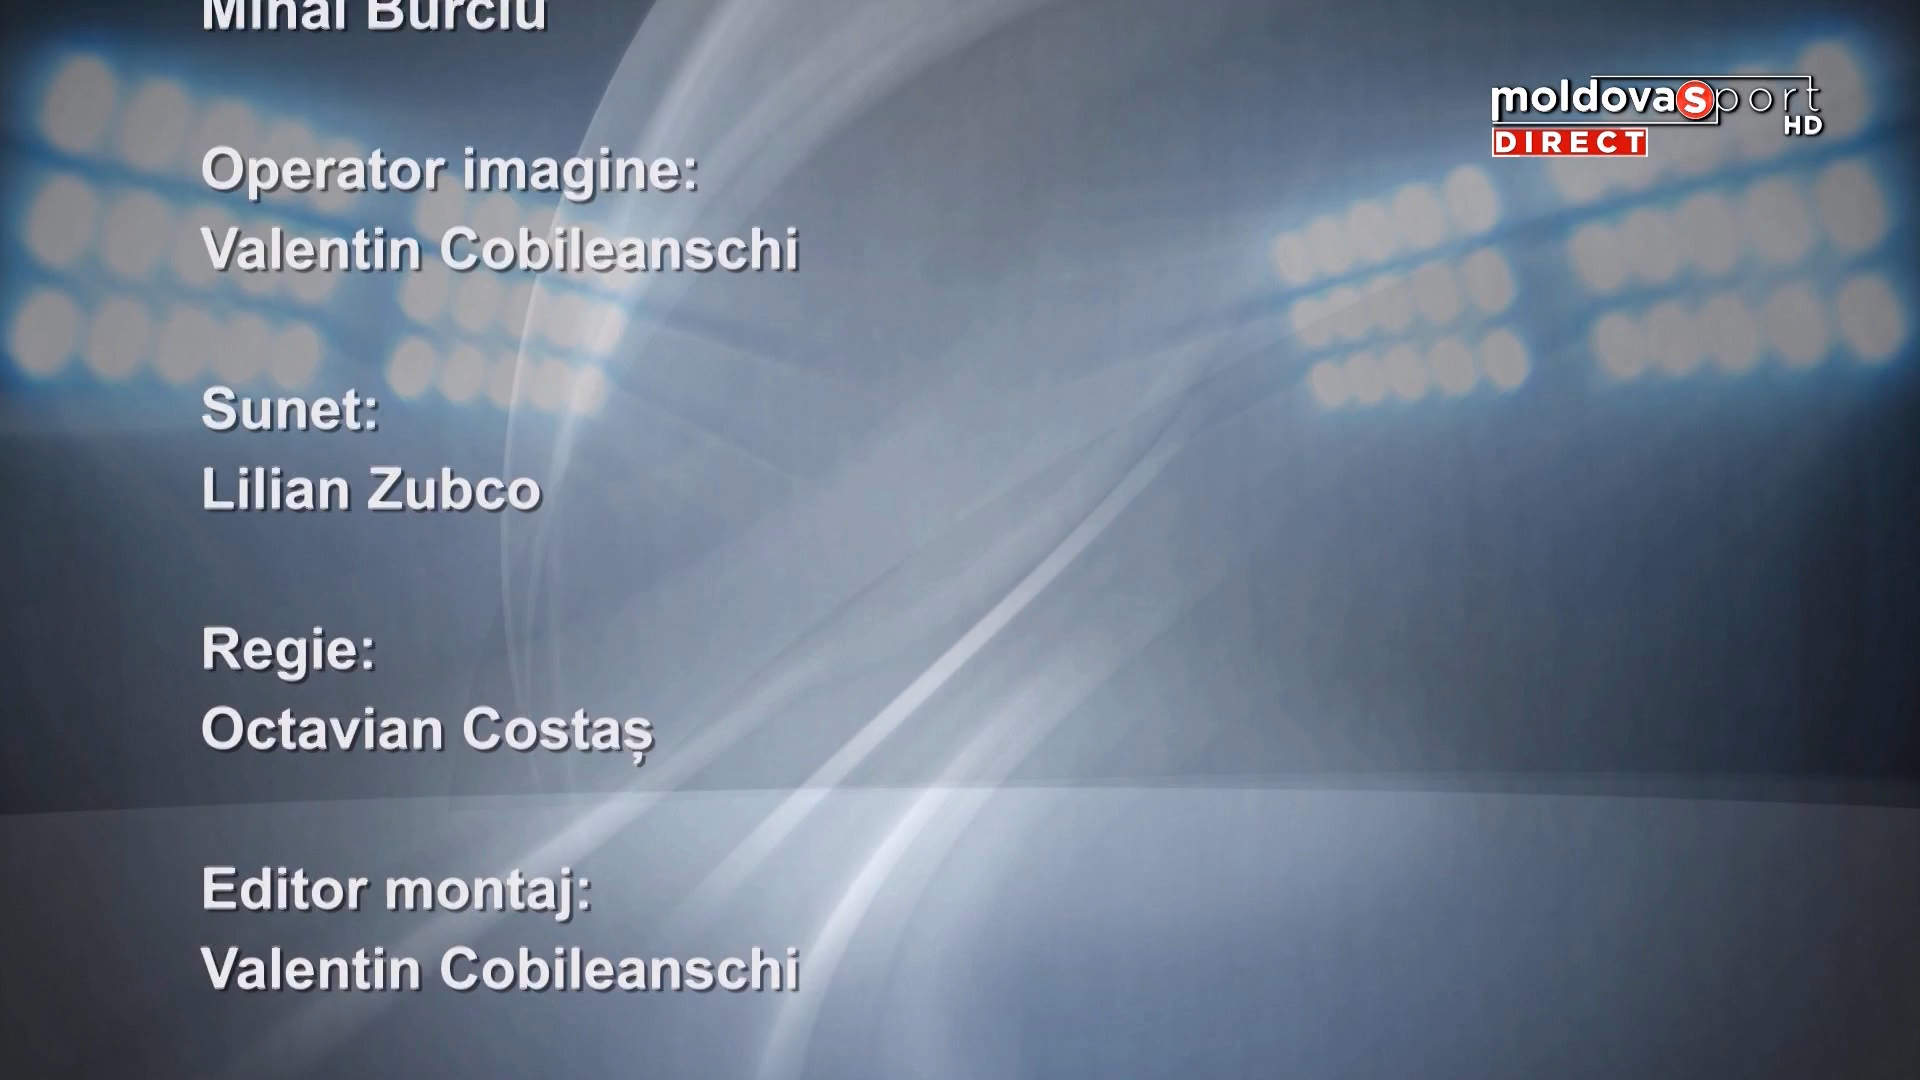 Mihai Burciu
moldovasport
HD
DIRECT
Operator imagine:
Valentin Cobileanschi
Sunet:
Lilian Zubco
Regie:
Octavian Costaș
Editor montaj:
Valentin Cobileanschi